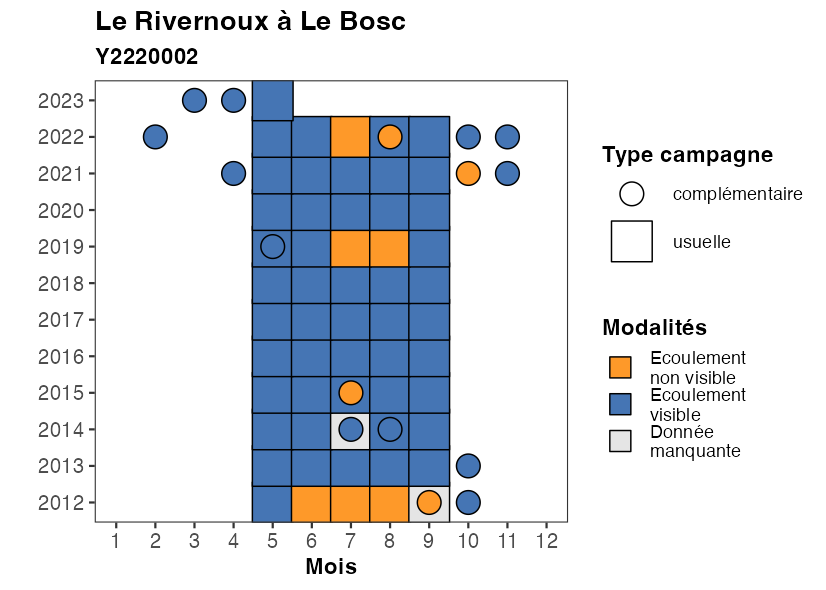 Le Rivernoux à Le Bosc
Y2220002
2023
2022
2021
2020
2019
2018
2017
2016
2015
2014
2013
2012
1 2 3 4 5 6 7 8 9 10 11 12
Mois
Type campagne
complémentaire
usuelle
Modalités
Ecoulement
non visible
Ecoulement
visible
Donnée
manquante